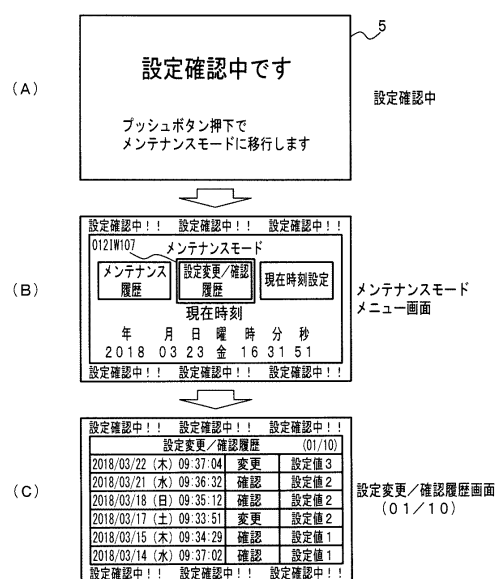 5
(A)
設定確認中です
プッシュボタン押下で
メンテナンスモードに移行します
設定確認中
設定確認中!! 設定確認中!! 設定確認中!!
012IW107 メンテナンスモード
メンテナンス
履歴
設定変更/確認
履歴
現在時刻設定
現在時刻
年 月 日 曜 時 分 秒
2018 03 23 金 16 31 51
設定確認中!! 設定確認中!! 設定確認中!!
(B)
メンテナンスモード
メニュー画面
設定確認中!! 設定確認中!! 設定確認中!!
設定変更/確認履歴 (01/10)
2018/03/22 (木) 09:37:04 変更 設定値3
2018/03/21 (水) 09:36:32 確認 設定値2
2018/03/18 (日) 09:35:12 確認 設定値2
2018/03/17 (土) 09:33:51 変更 設定値2
2018/03/15 (木) 09:34:29 確認 設定値1
2018/03/14 (水) 09:37:02 確認 設定値1
設定確認中!! 設定確認中!! 設定確認中!!
(C)
設定変更/確認履歴画面
(01/10)